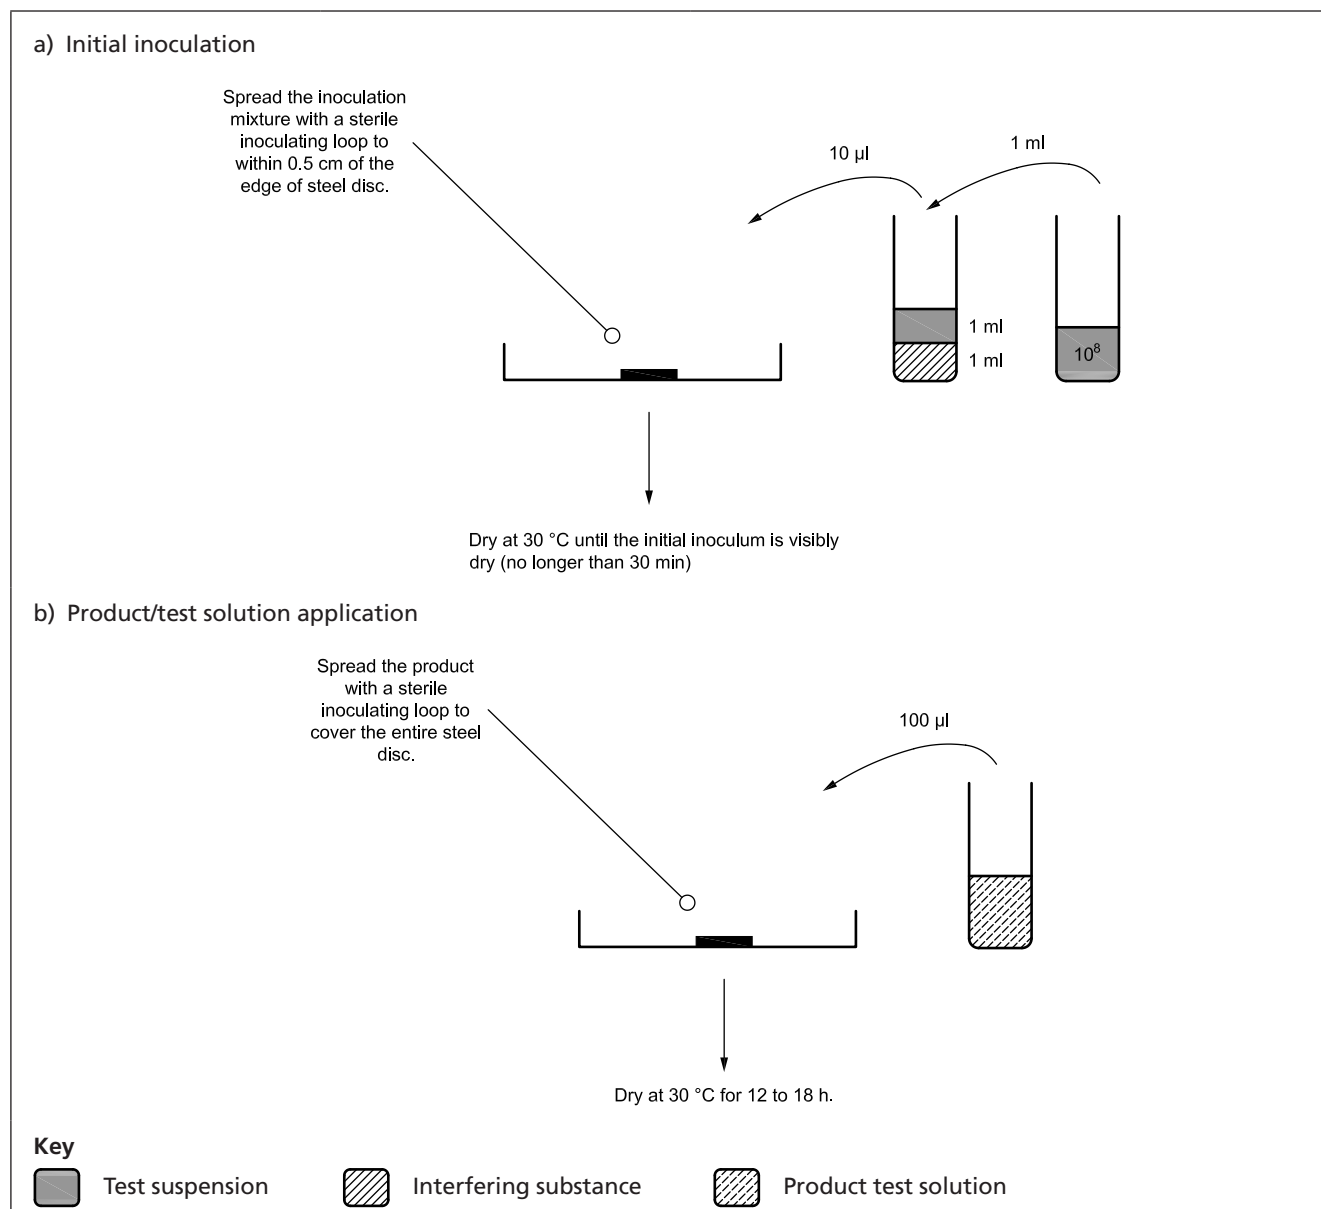 a) Initial inoculation
Spread the inoculation
mixture with a sterile
inoculating loop to
within 0.5 cm of the
edge of steel disc.
10 µl
1 ml
1 ml
1 ml
10⁸
Dry at 30 °C until the initial inoculum is visibly
dry (no longer than 30 min)
b) Product/test solution application
Spread the product
with a sterile
inoculating loop to
cover the entire steel
disc.
100 µl
Dry at 30 °C for 12 to 18 h.
Key
Test suspension
Interfering substance
Product test solution